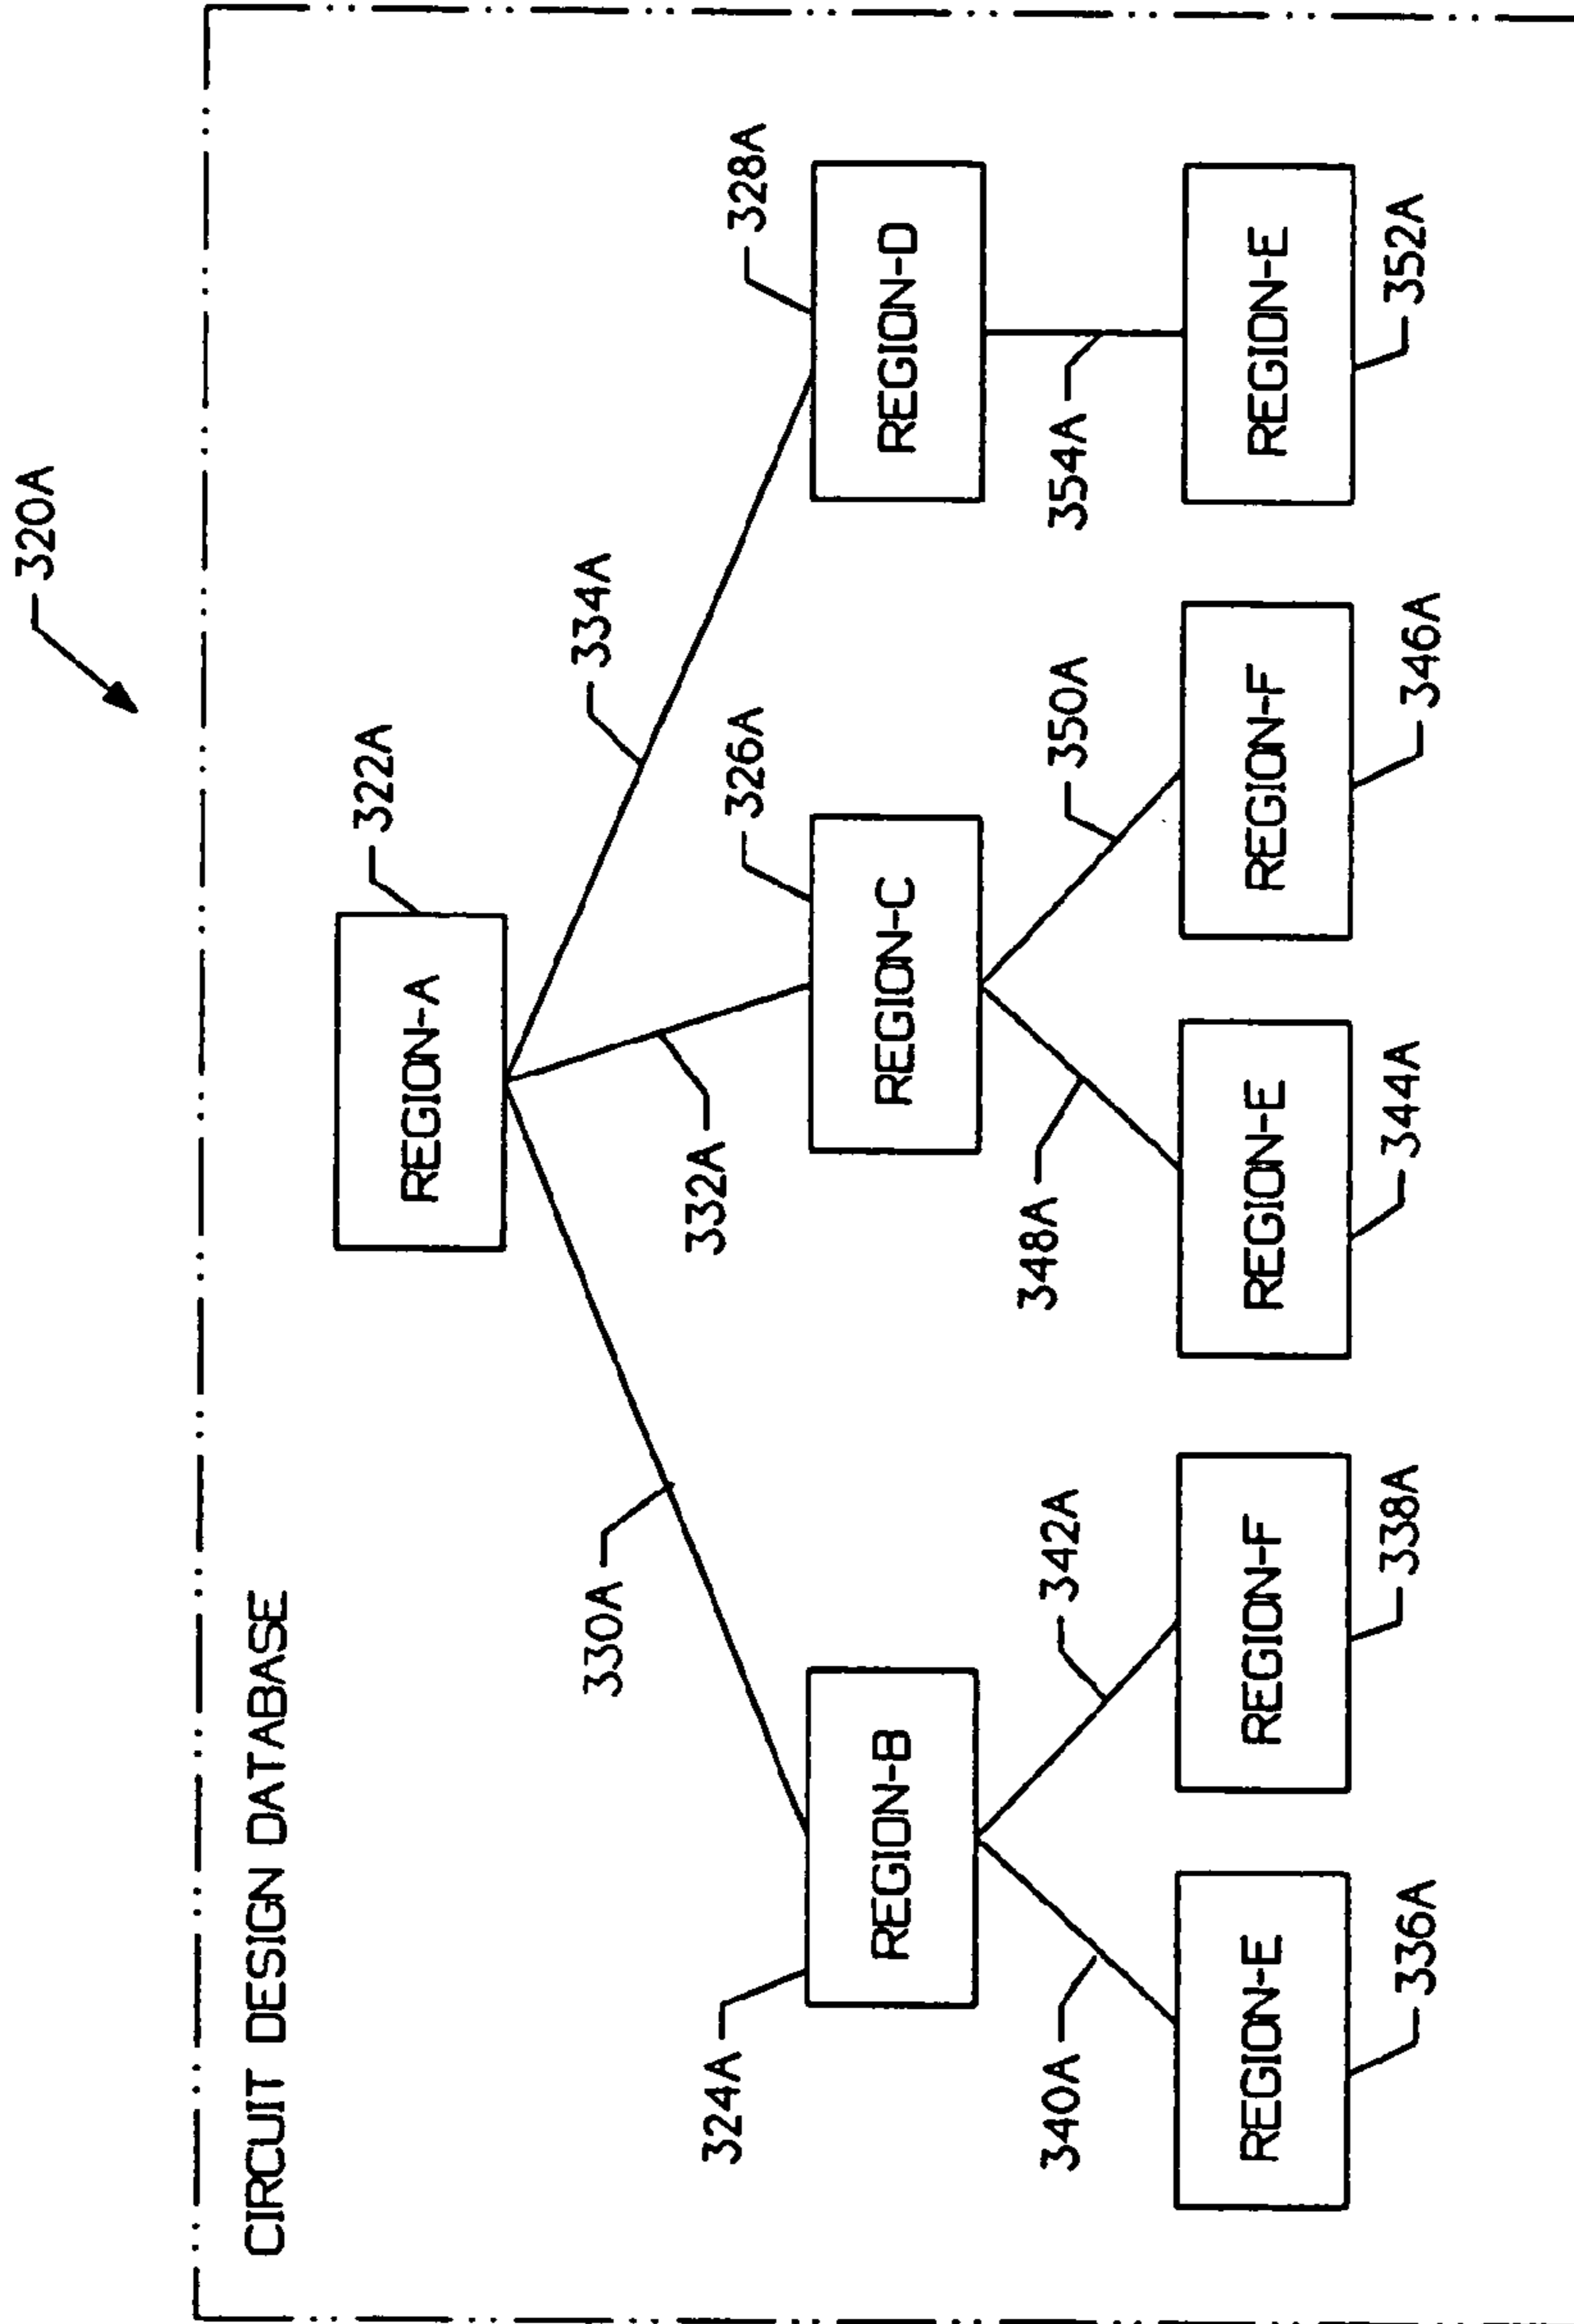 320A
CIRCUIT DESIGN DATABASE
322A
REGION-A
330A
334A
332A
324A
326A
328A
REGION-B
REGION-C
REGION-D
340A
342A
348A
350A
354A
REGION-E
REGION-F
REGION-E
REGION-F
REGION-E
336A
338A
344A
346A
352A